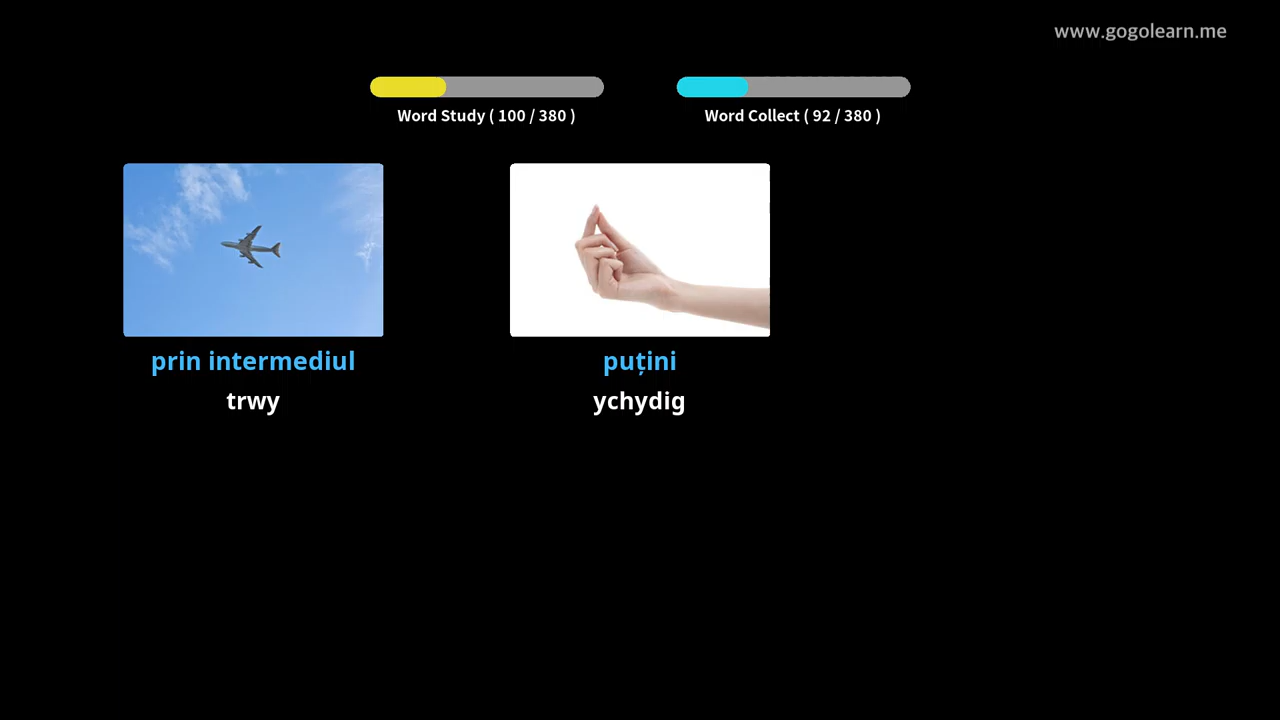 www.gogolearn.me
Word Study ( 100 / 380 )
Word Collect ( 92 / 380 )
prin intermediul
trwy
puțini
ychydig